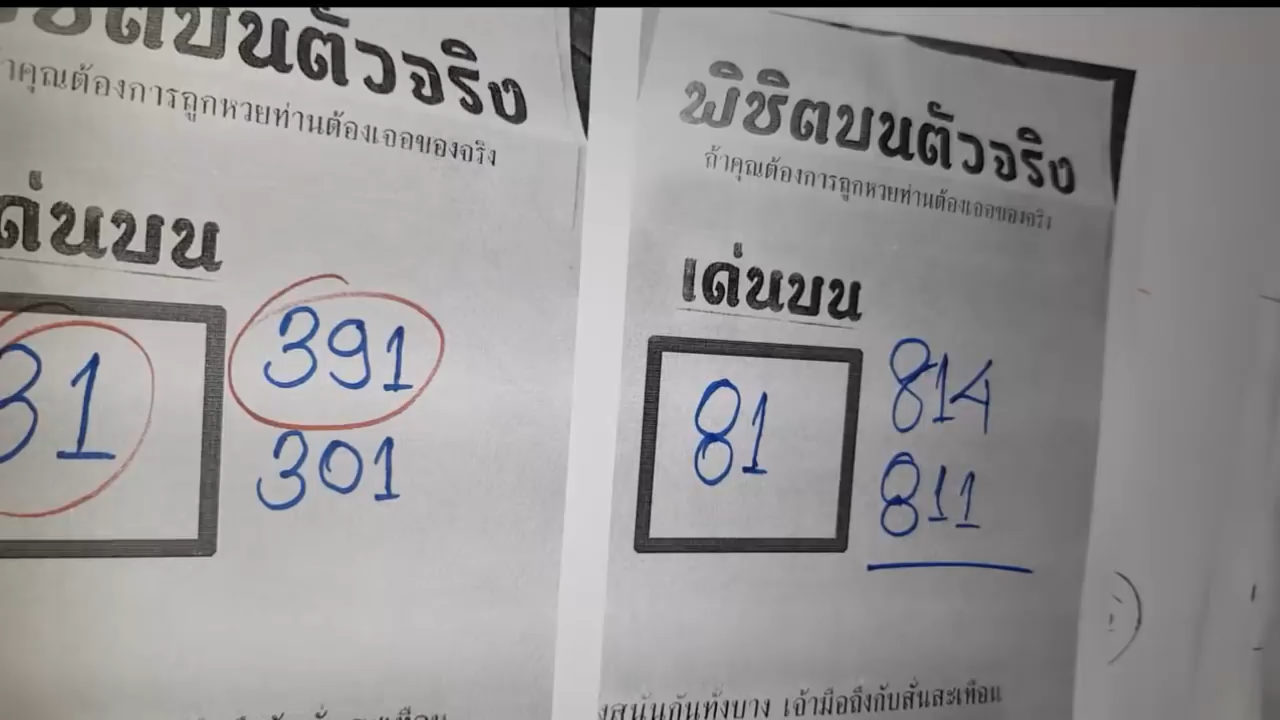 พิชิตบนตัวจริง
ถ้าคุณต้องการถูกหวยท่านต้องเจอของจริง
เด่นบน
31
391
301
พิชิตบนตัวจริง
ถ้าคุณต้องการถูกหวยท่านต้องเจอของจริง
เด่นบน
81
814
811
เจ้ามือถึงกับสั่นสะเทือน